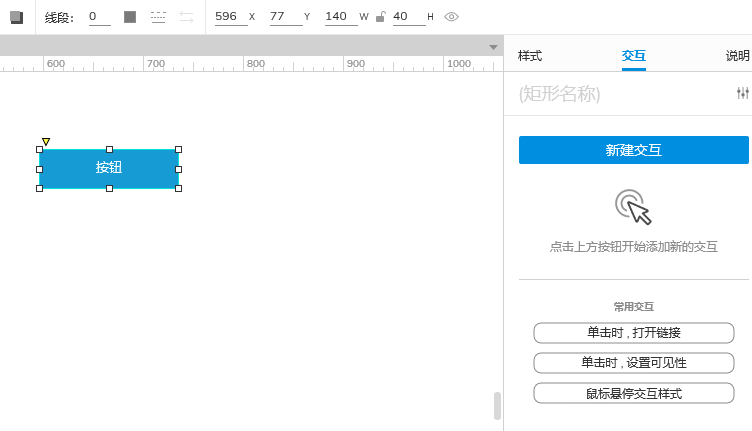 线段： 0 596 X 77 Y 140 W 40 H
600 700 800 900 1000
样式 交互 说明
(矩形名称)
新建交互
按钮
点击上方按钮开始添加新的交互
常用交互
单击时 , 打开链接
单击时 , 设置可见性
鼠标悬停交互样式